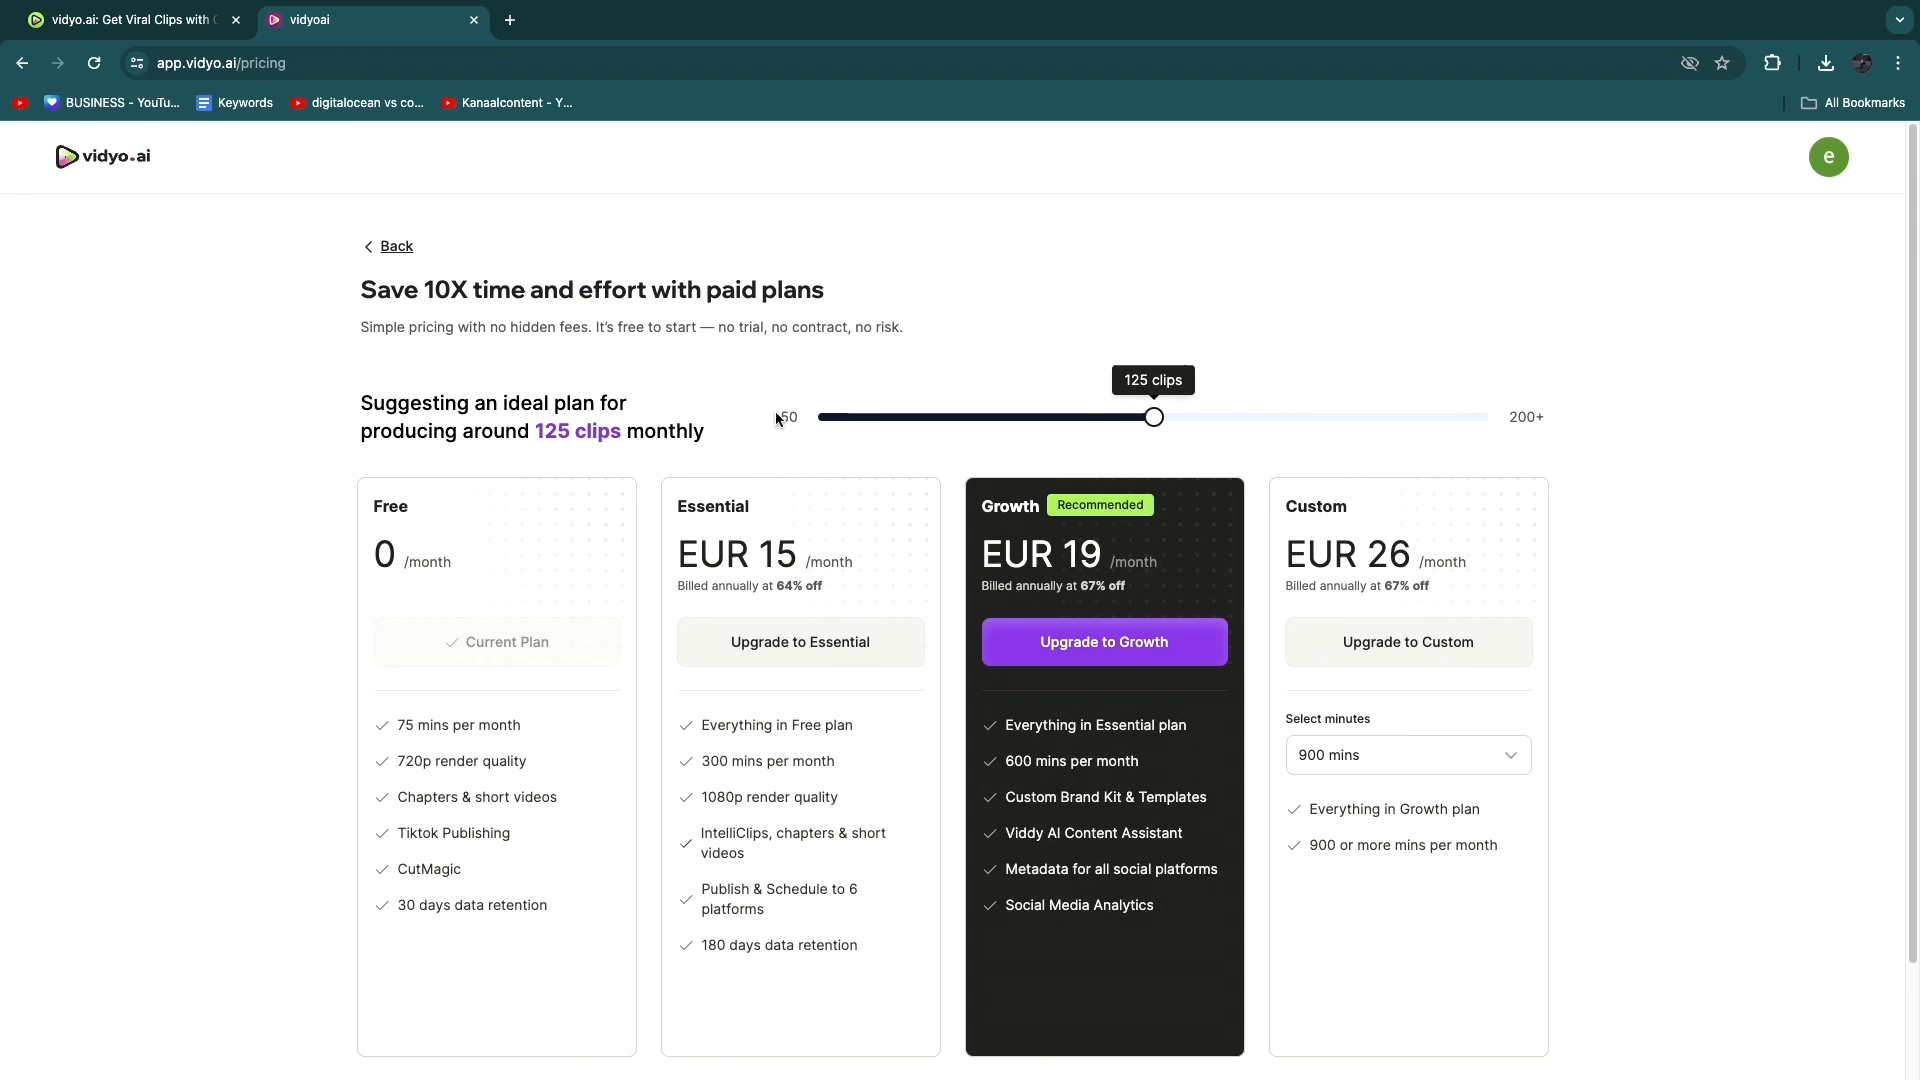 vidyo.ai: Get Viral Clips with
vidyoai
app.vidyo.ai/pricing
BUSINESS - YouTu...
Keywords
digitalocean vs co...
Kanaalcontent - Y...
All Bookmarks
vidyo.ai
e
Back
Save 10X time and effort with paid plans
Simple pricing with no hidden fees. It's free to start — no trial, no contract, no risk.
125 clips
Suggesting an ideal plan for
producing around 125 clips monthly
50
200+
Free
0 /month
Current Plan
75 mins per month
720p render quality
Chapters & short videos
Tiktok Publishing
CutMagic
30 days data retention
Essential
EUR 15 /month
Billed annually at 64% off
Upgrade to Essential
Everything in Free plan
300 mins per month
1080p render quality
IntelliClips, chapters & short
videos
Publish & Schedule to 6
platforms
180 days data retention
Growth Recommended
EUR 19 /month
Billed annually at 67% off
Upgrade to Growth
Everything in Essential plan
600 mins per month
Custom Brand Kit & Templates
Viddy AI Content Assistant
Metadata for all social platforms
Social Media Analytics
Custom
EUR 26 /month
Billed annually at 67% off
Upgrade to Custom
Select minutes
900 mins
Everything in Growth plan
900 or more mins per month